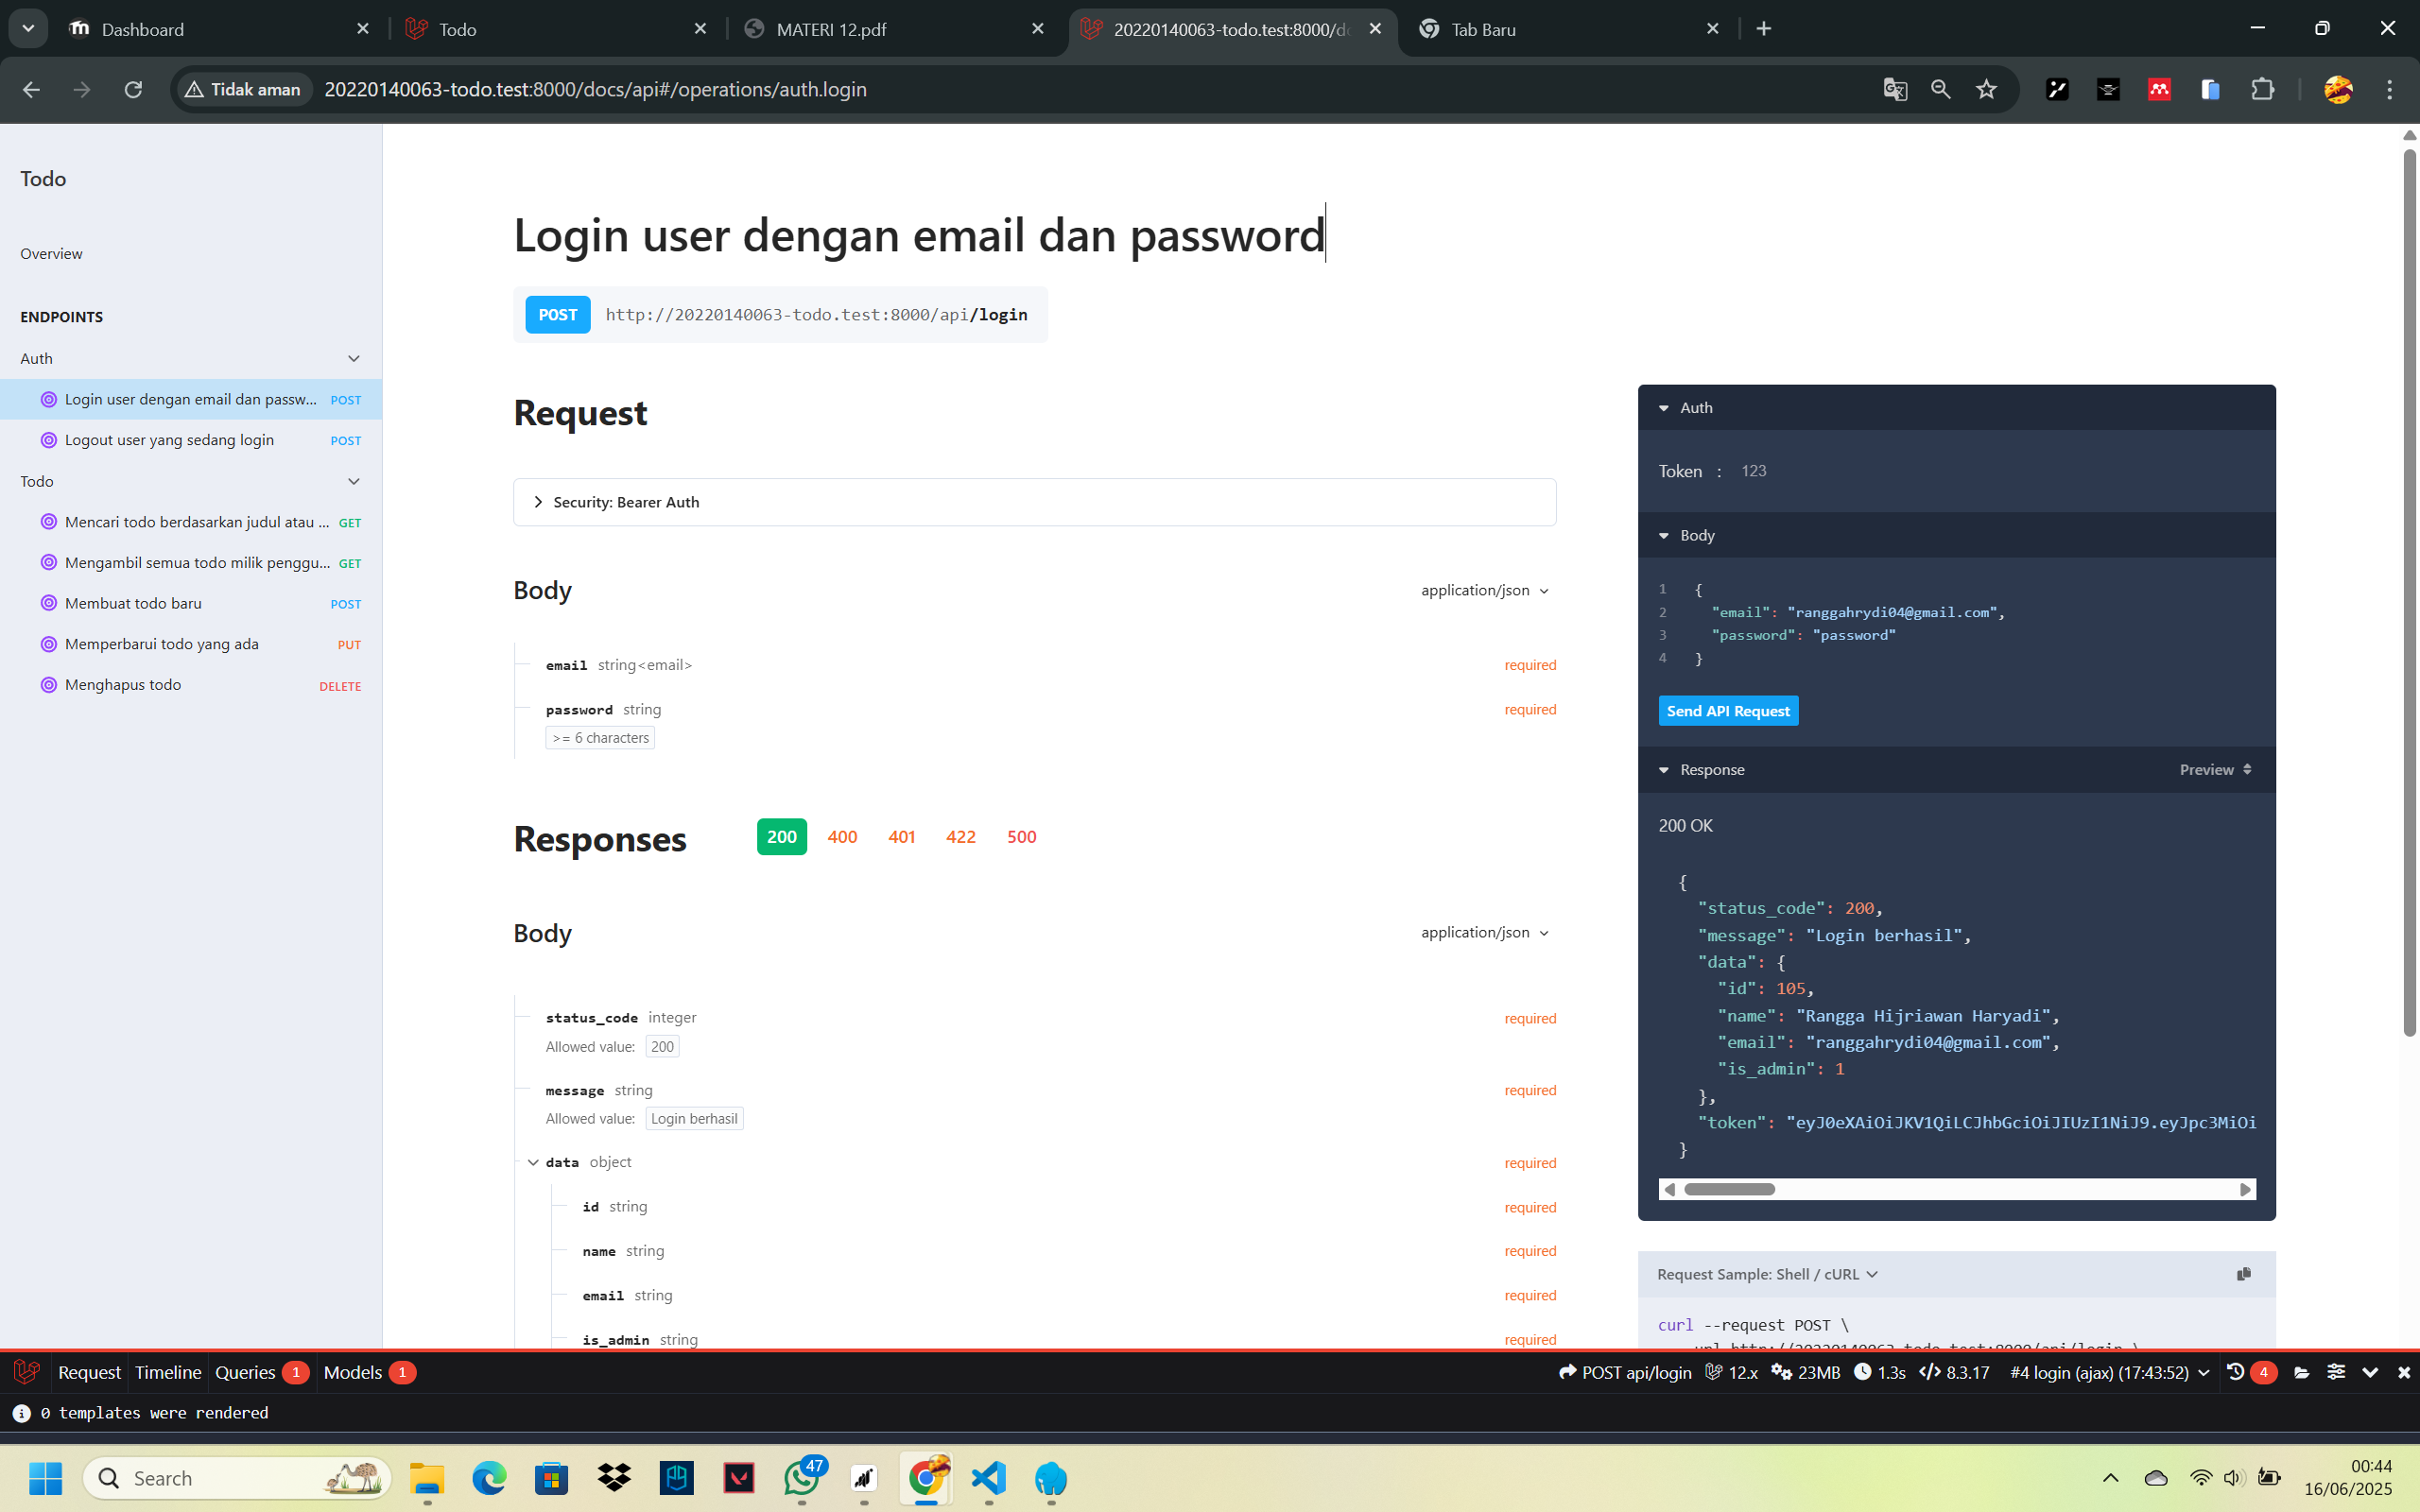 Dashboard
Todo
MATERI 12.pdf
20220140063-todo.test:8000/do
Tab Baru
Tidak aman
20220140063-todo.test:8000/docs/api#/operations/auth.login
Todo
Overview
ENDPOINTS
Auth
Login user dengan email dan passw... POST
Logout user yang sedang login POST
Todo
Mencari todo berdasarkan judul atau ... GET
Mengambil semua todo milik penggu... GET
Membuat todo baru POST
Memperbarui todo yang ada PUT
Menghapus todo DELETE
Login user dengan email dan password
POST http://20220140063-todo.test:8000/api/login
Request
Security: Bearer Auth
Body application/json
email string<email> required
password string required
>= 6 characters
Responses 200 400 401 422 500
Body application/json
status_code integer required
Allowed value: 200
message string required
Allowed value: Login berhasil
data object required
id string required
name string required
email string required
is_admin string required
Auth
Token : 123
Body
1 {
2 "email": "ranggahrydi04@gmail.com",
3 "password": "password"
4 }
Send API Request
Response Preview
200 OK
{
"status_code": 200,
"message": "Login berhasil",
"data": {
"id": 105,
"name": "Rangga Hijriawan Haryadi",
"email": "ranggahrydi04@gmail.com",
"is_admin": 1
},
"token": "eyJ0eXAiOiJKV1QiLCJhbGciOiJIUzI1NiJ9.eyJpc3MiOi
}
Request Sample: Shell / cURL
curl --request POST \
Request Timeline Queries 1 Models 1
POST api/login 12.x 23MB 1.3s 8.3.17 #4 login (ajax) (17:43:52) 4
0 templates were rendered
Search
47
00:44
16/06/2025